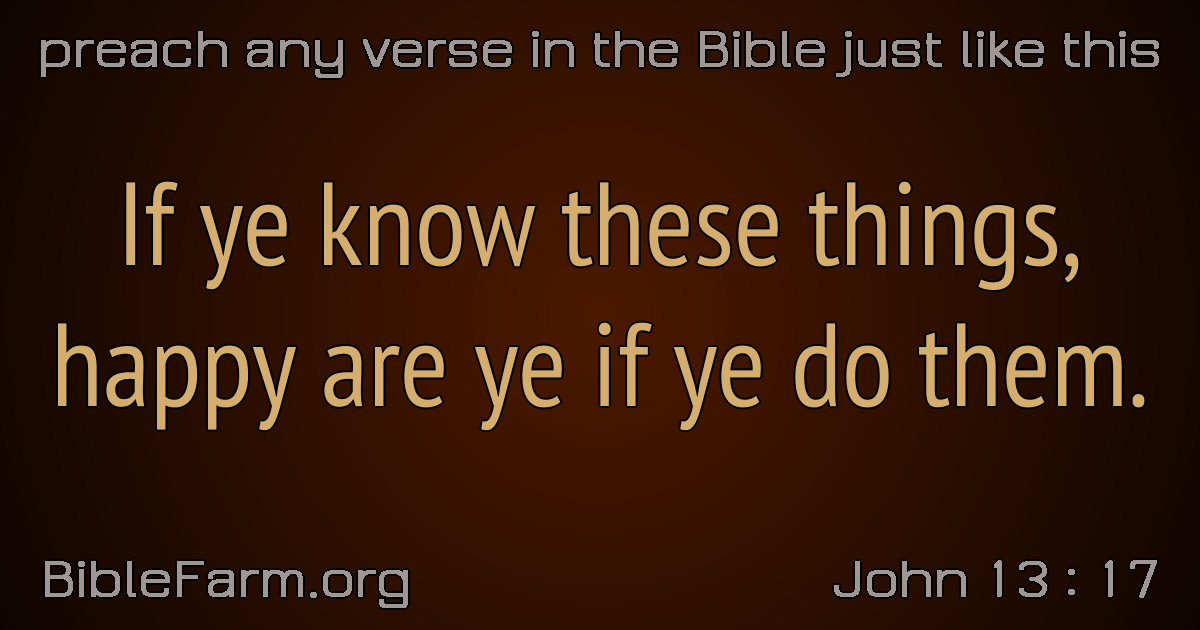 preach any verse in the Bible just like this
If ye know these things,
happy are ye if ye do them.
BibleFarm.org
John 13 : 17